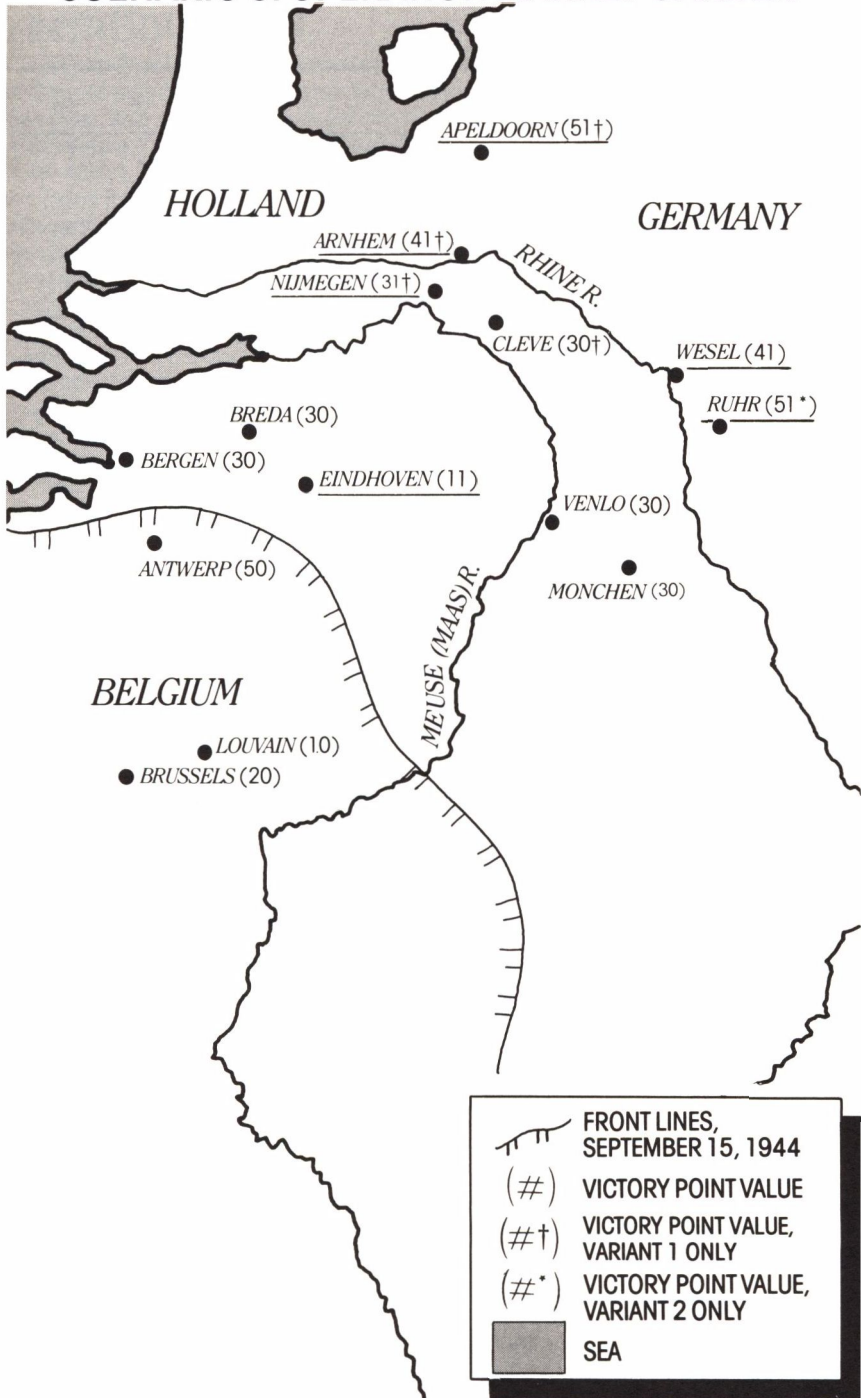 APELDOORN (51†)
HOLLAND
GERMANY
ARNHEM (41†)
RHINE R.
NIJMEGEN (31†)
CLEVE (30†)
WESEL (41)
RUHR (51*)
BREDA (30)
BERGEN (30)
EINDHOVEN (11)
VENLO (30)
ANTWERP (50)
MONCHEN (30)
MEUSE (MAAS) R.
BELGIUM
LOUVAIN (10)
BRUSSELS (20)
FRONT LINES,
SEPTEMBER 15, 1944
(#) VICTORY POINT VALUE
(#†) VICTORY POINT VALUE,
VARIANT 1 ONLY
(#*) VICTORY POINT VALUE,
VARIANT 2 ONLY
SEA